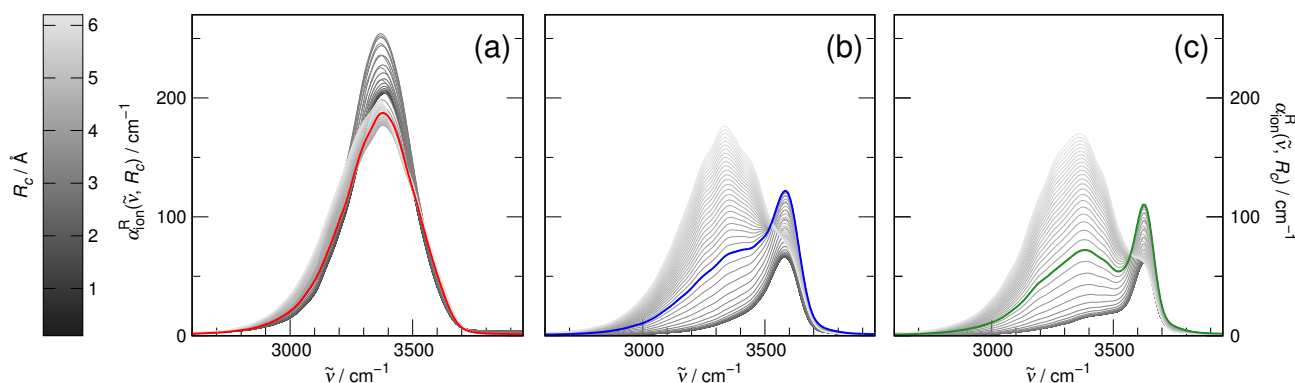 6
5
4
3
2
1
R_c / Å
α^R_ion(ṽ, R_c) / cm⁻¹
200
100
0
(a)
(b)
(c)
200
100
0
α^R_ion(ṽ, R_c) / cm⁻¹
3000 3500
3000 3500
3000 3500
ṽ / cm⁻¹
ṽ / cm⁻¹
ṽ / cm⁻¹